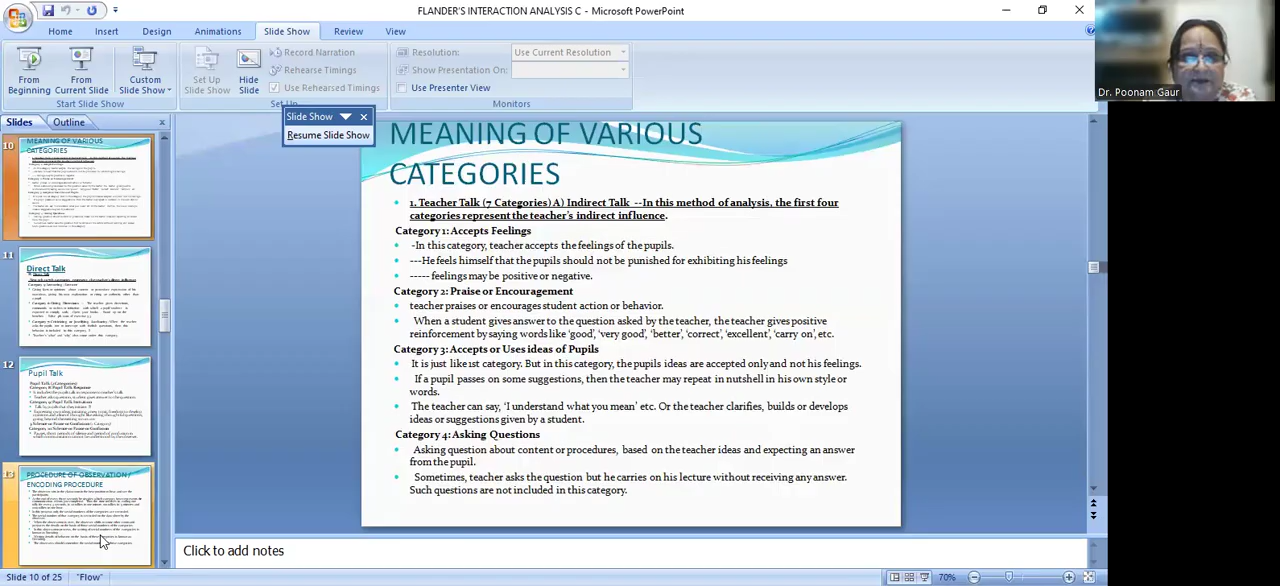 FLANDER'S INTERACTION ANALYSIS C - Microsoft PowerPoint
Home Insert Design Animations Slide Show Review View
From Beginning
From Current Slide
Custom Slide Show
Start Slide Show
Set Up Slide Show
Hide Slide
Record Narration
Rehearse Timings
Use Rehearsed Timings
Set Up
Resolution: Use Current Resolution
Show Presentation On:
Use Presenter View
Monitors
Dr. Poonam Gaur
Slide Show
Resume Slide Show
Slides Outline
10
MEANING OF VARIOUS
CATEGORIES
11
Direct Talk
12
Pupil Talk
13
PROCEDURE OF OBSERVATION /
ENCODING PROCEDURE
MEANING OF VARIOUS
CATEGORIES
1. Teacher Talk(7 Categories)A) Indirect Talk --In this method of analysis, the first four
categories represent the teacher's indirect influence.
Category 1: Accepts Feelings
-In this category, teacher accepts the feelings of the pupils.
---He feels himself that the pupils should not be punished for exhibiting his feelings
----- feelings may be positive or negative.
Category 2: Praise or Encouragement
teacher praises or encourages student action or behavior.
When a student gives answer to the question asked by the teacher, the teacher gives positive
reinforcement by saying words like 'good', 'very good', 'better', 'correct', 'excellent', 'carry on', etc.
Category 3: Accepts or Uses ideas of Pupils
It is just like 1st category. But in this category, the pupils ideas are accepted only and not his feelings.
If a pupil passes on some suggestions, then the teacher may repeat in nutshell in his own style or
words.
The teacher can say, 'I understand what you mean' etc. Or the teacher clarifies, builds or develops
ideas or suggestions given by a student.
Category 4: Asking Questions
Asking question about content or procedures, based on the teacher ideas and expecting an answer
from the pupil.
Sometimes, teacher asks the question but he carries on his lecture without receiving any answer.
Such questions are not included in this category.
Click to add notes
Slide 10 of 25 "Flow" 70%